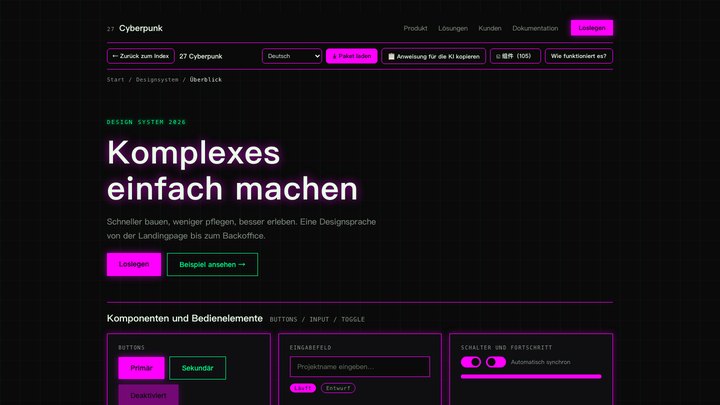 27 Cyberpunk
Produkt Lösungen Kunden Dokumentation Loslegen
← Zurück zum Index 27 Cyberpunk Deutsch Paket laden Anweisung für die KI kopieren 组件（105） Wie funktioniert es?
Start / Designsystem / Überblick
DESIGN SYSTEM 2026
Komplexes
einfach machen
Schneller bauen, weniger pflegen, besser erleben. Eine Designsprache
von der Landingpage bis zum Backoffice.
Loslegen Beispiel ansehen →
Komponenten und Bedienelemente BUTTONS / INPUT / TOGGLE
BUTTONS
Primär Sekundär
Deaktiviert
EINGABEFELD
Projektname eingeben…
Läuft Entwurf
SCHALTER UND FORTSCHRITT
Automatisch synchron